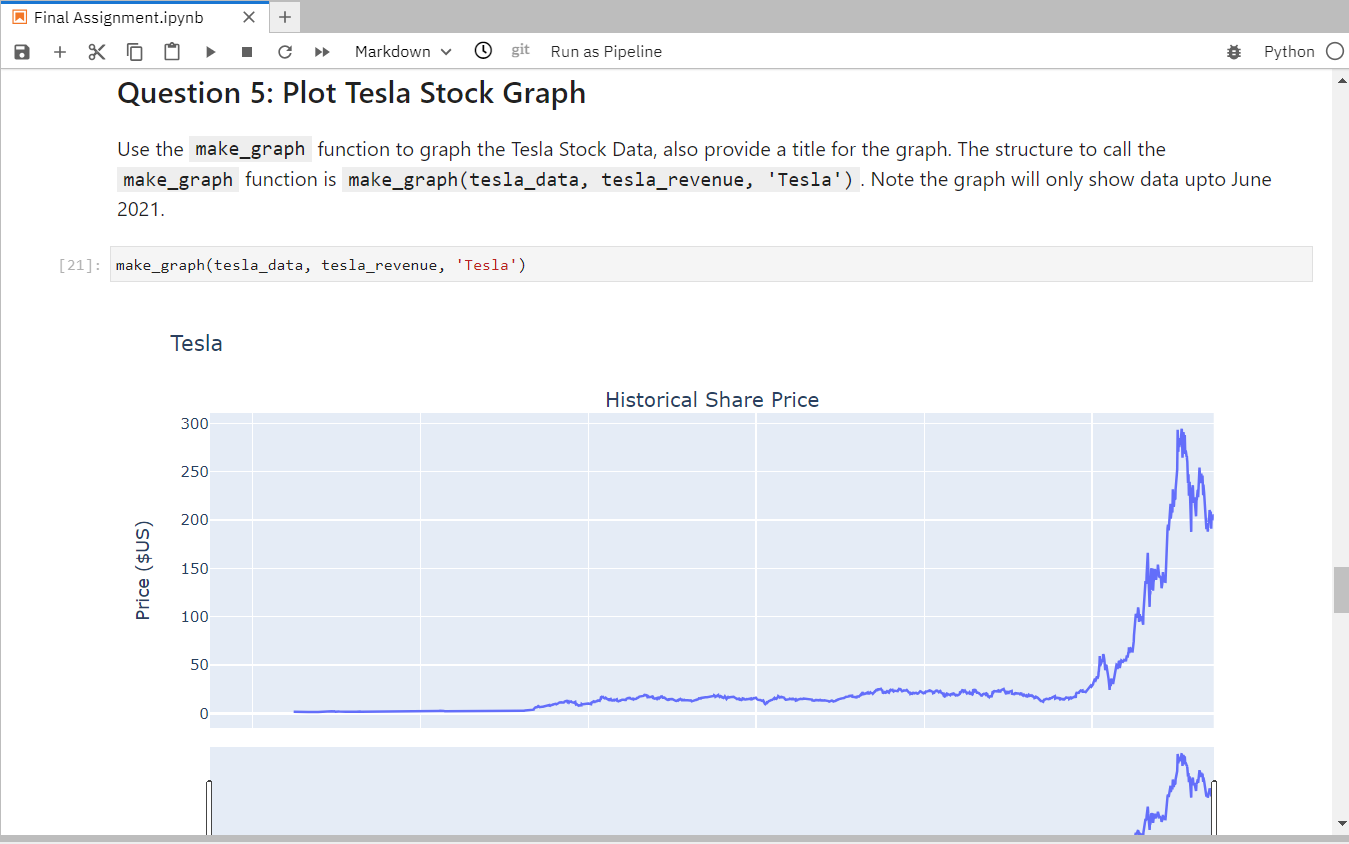 Final Assignment.ipynb
Markdown git Run as Pipeline Python
Question 5: Plot Tesla Stock Graph
Use the make_graph function to graph the Tesla Stock Data, also provide a title for the graph. The structure to call the
make_graph function is make_graph(tesla_data, tesla_revenue, 'Tesla'). Note the graph will only show data upto June
2021.
[21]: make_graph(tesla_data, tesla_revenue, 'Tesla')
Tesla
Historical Share Price
300
250
200
150
100
50
0
Price ($US)